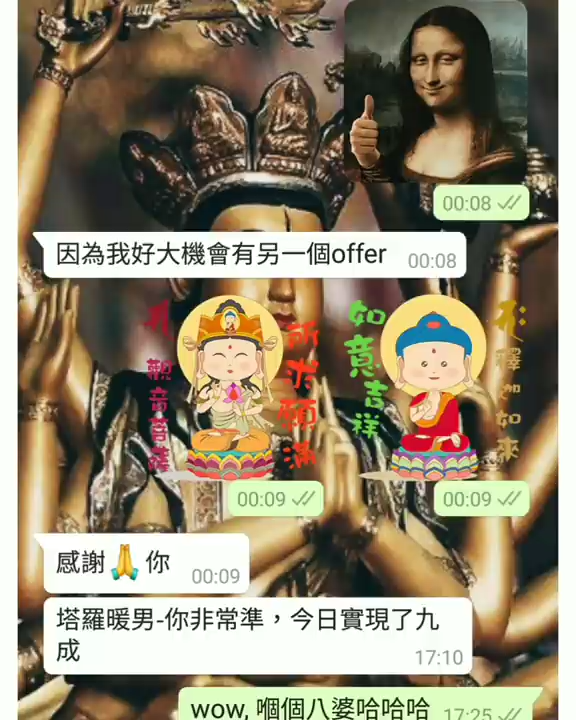 00:08
因為我好大機會有另一個offer
00:08
觀音菩薩
所求願滿
如意吉祥
釋迦如來
00:09
00:09
感謝🙏你
00:09
塔羅暖男-你非常準，今日實現了九
成
17:10
wow, 嗰個八婆哈哈哈
17:25